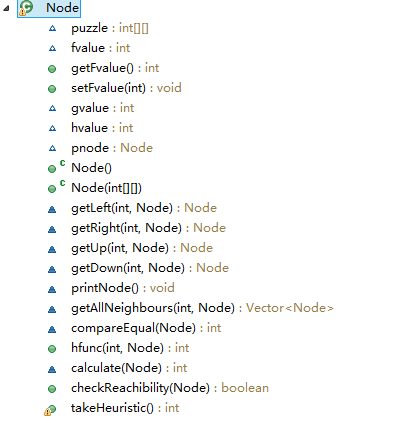 Node
puzzle : int[][]
fvalue : int
getFvalue() : int
setFvalue(int) : void
gvalue : int
hvalue : int
pnode : Node
Node()
Node(int[][])
getLeft(int, Node) : Node
getRight(int, Node) : Node
getUp(int, Node) : Node
getDown(int, Node) : Node
printNode() : void
getAllNeighbours(int, Node) : Vector<Node>
compareEqual(Node) : int
hfunc(int, Node) : int
calculate(Node) : int
checkReachibility(Node) : boolean
takeHeuristic() : int